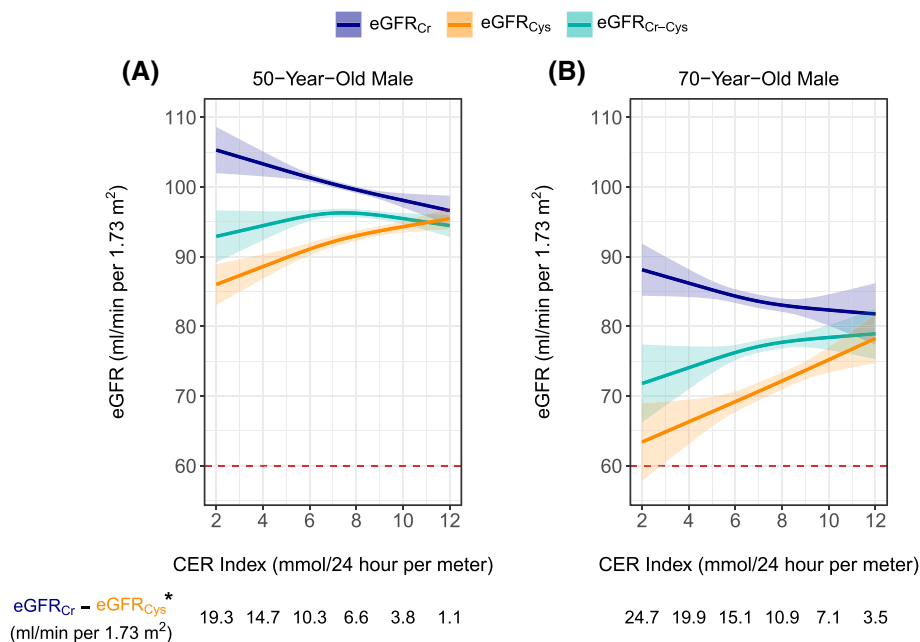 eGFRCr eGFRCys eGFRCr–Cys
(A) (B)
50−Year−Old Male 70−Year−Old Male
110 110
100 100
90 90
80 80
70 70
60 60
eGFR (ml/min per 1.73 m²) eGFR (ml/min per 1.73 m²)
2 4 6 8 10 12 2 4 6 8 10 12
CER Index (mmol/24 hour per meter) CER Index (mmol/24 hour per meter)
eGFRCr – eGFRCys* 19.3 14.7 10.3 6.6 3.8 1.1 24.7 19.9 15.1 10.9 7.1 3.5
(ml/min per 1.73 m²)